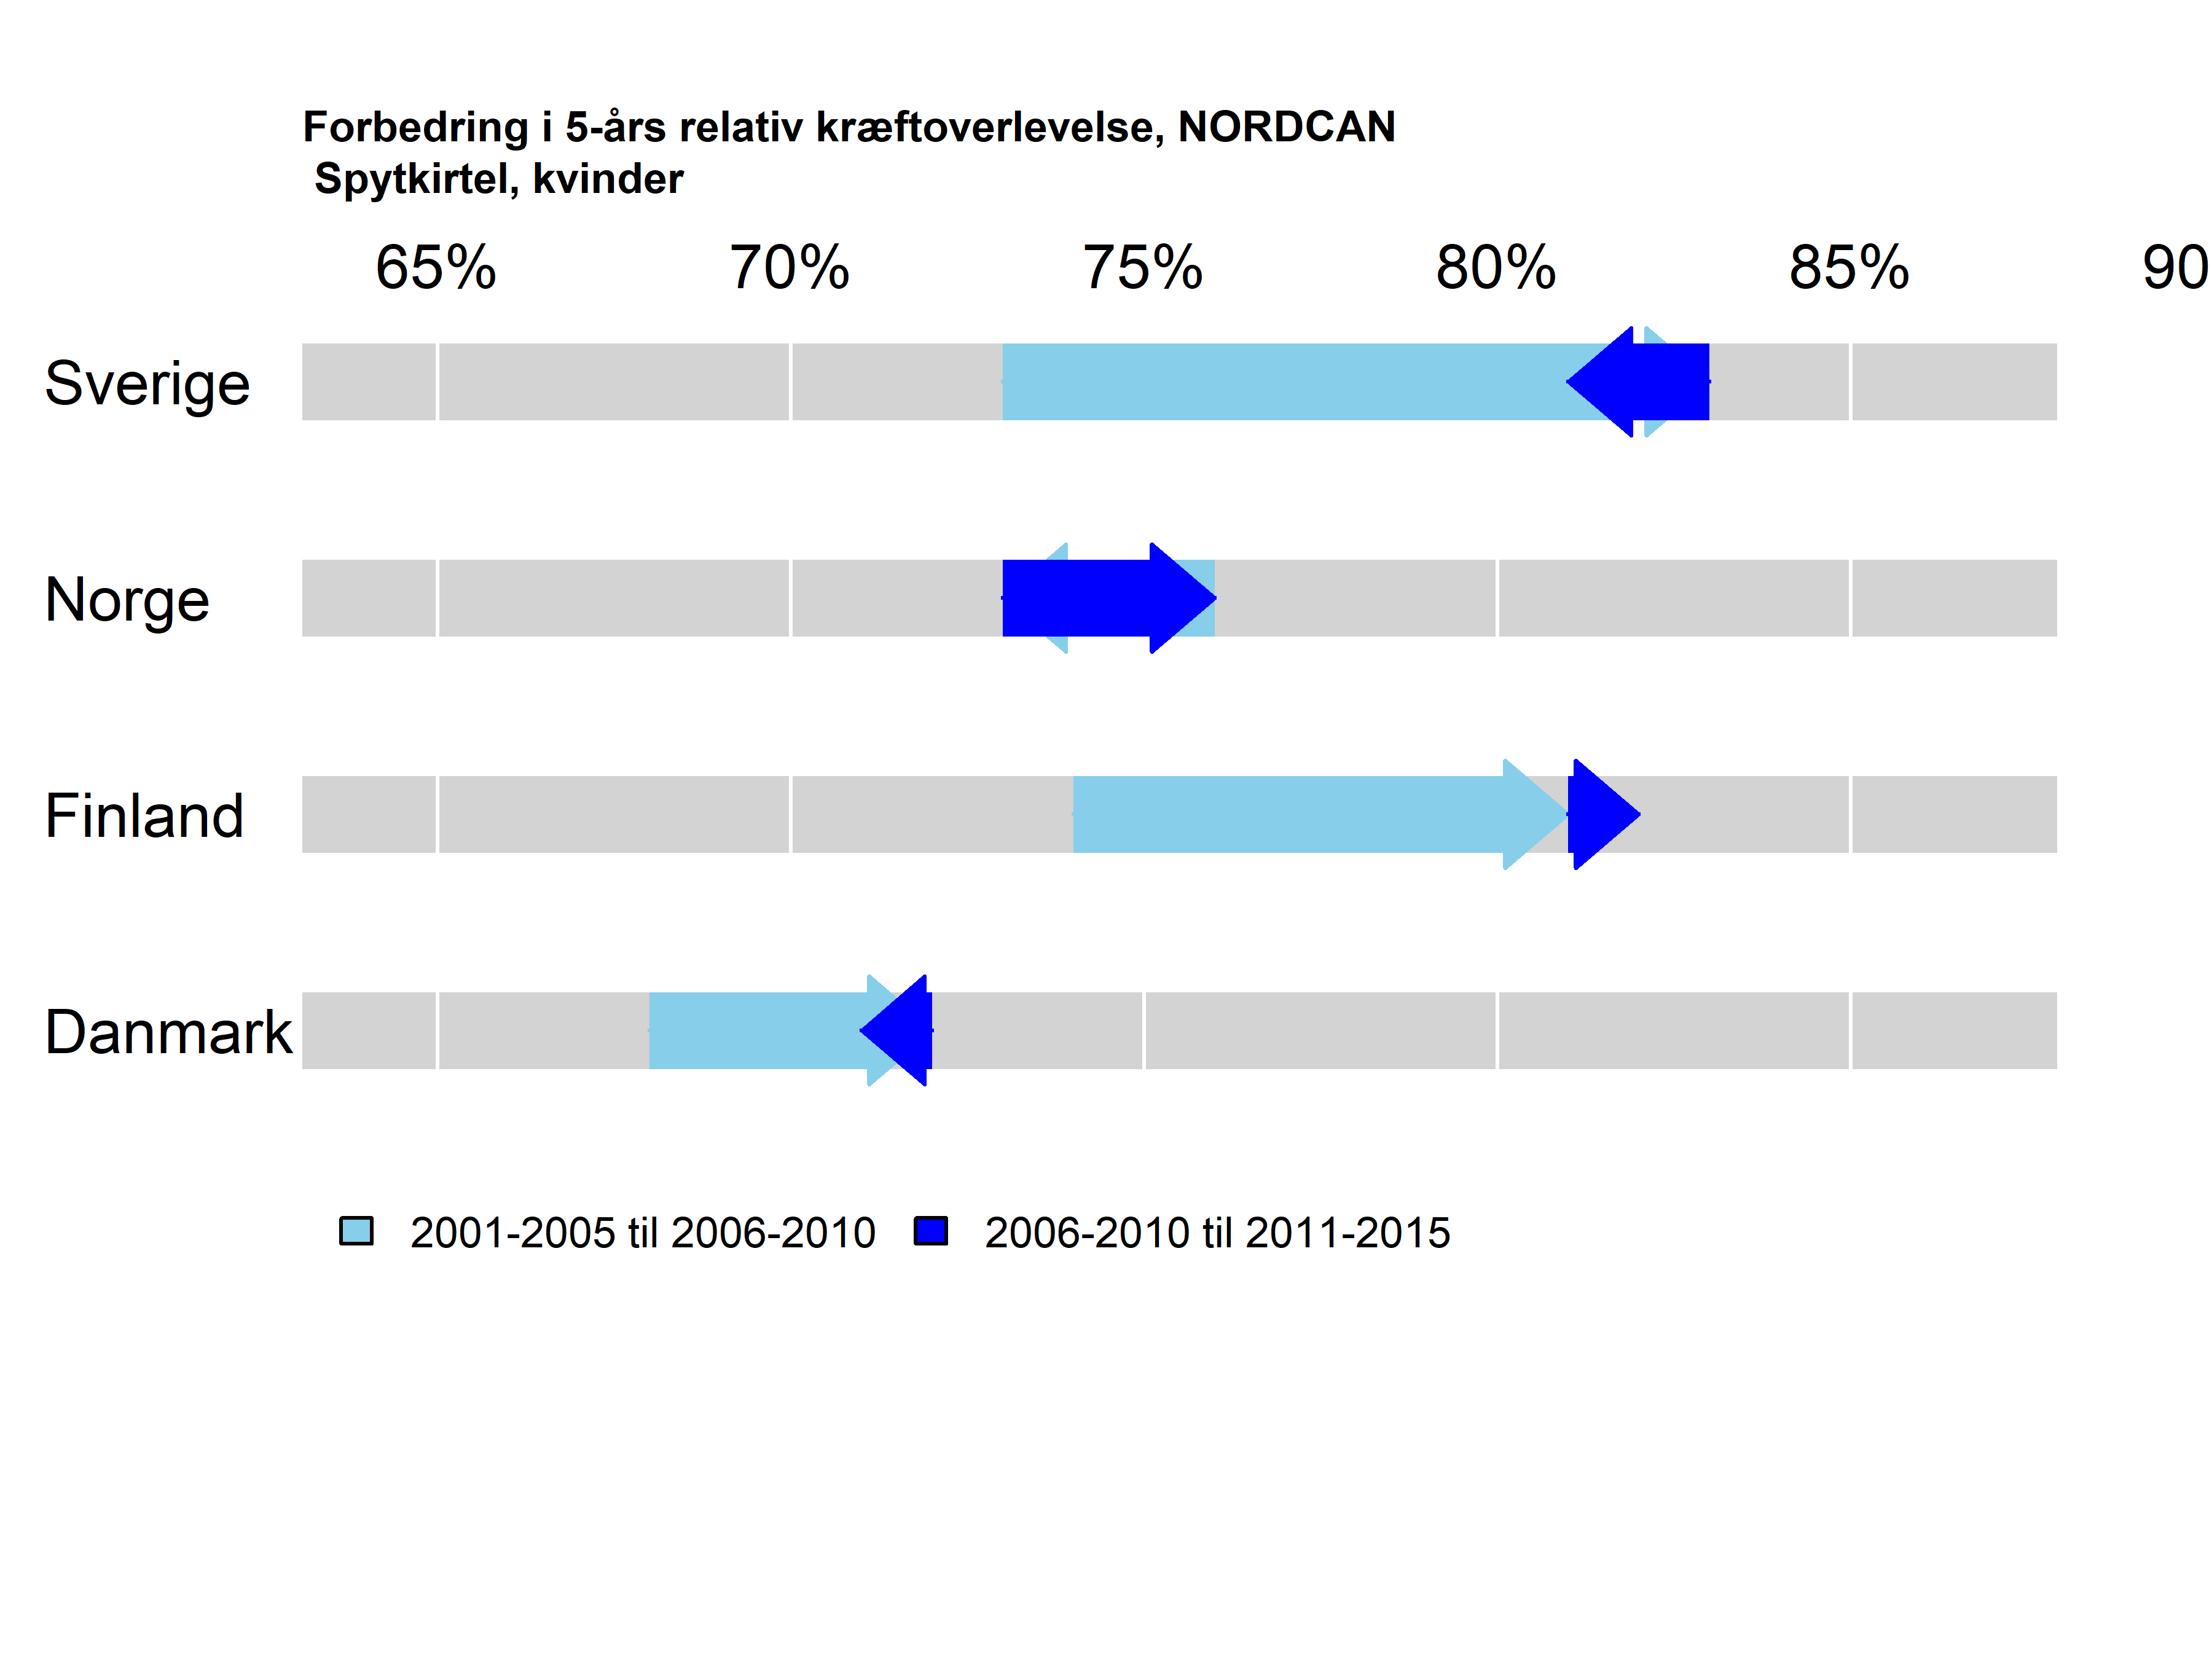 Forbedring i 5-års relativ kræftoverlevelse, NORDCAN
Spytkirtel, kvinder
65% 70% 75% 80% 85% 90
Sverige
Norge
Finland
Danmark
2001-2005 til 2006-2010 2006-2010 til 2011-2015